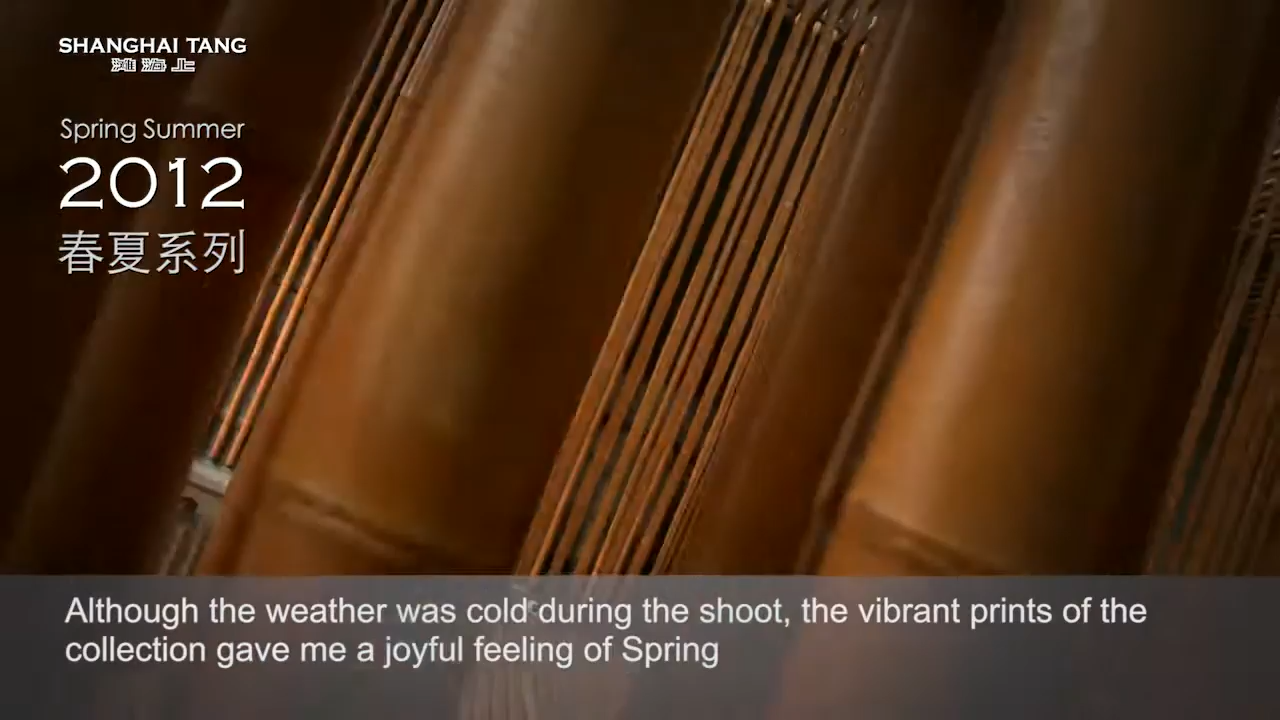 SHANGHAI TANG
灘海上
Spring Summer
2012
春夏系列
Although the weather was cold during the shoot, the vibrant prints of the
collection gave me a joyful feeling of Spring